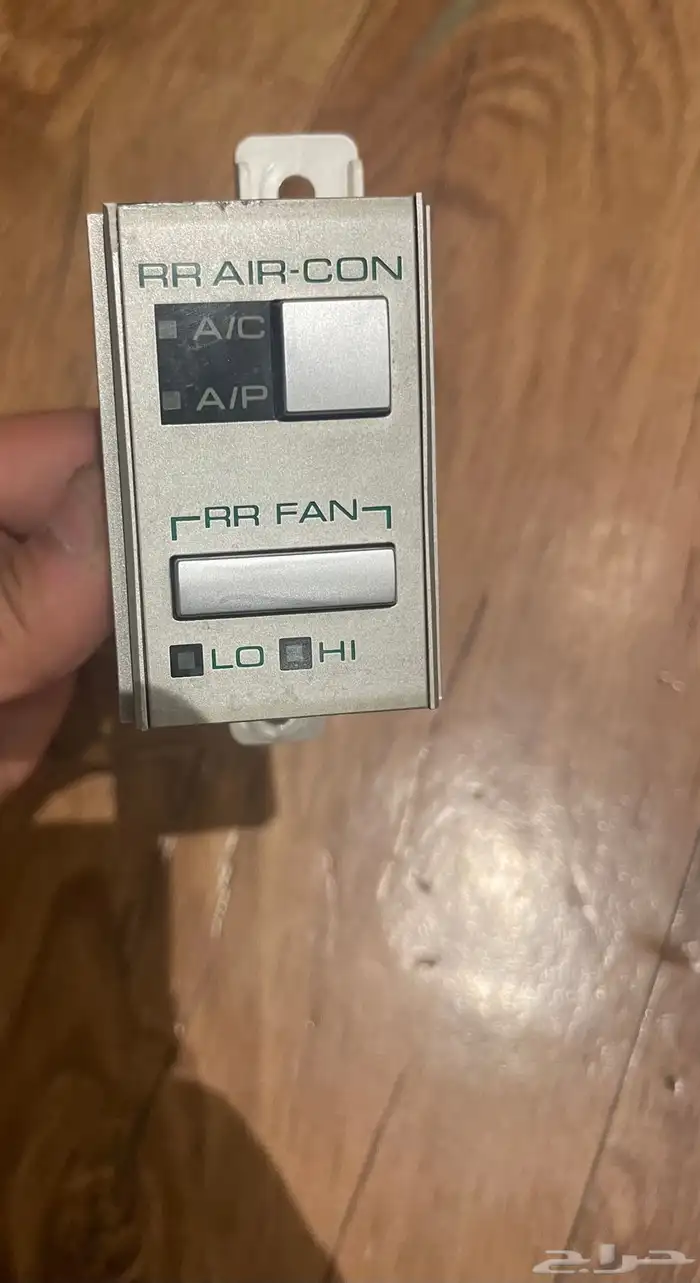 RR AIR-CON
A/C
A/P
RR FAN
LO HI
حراج